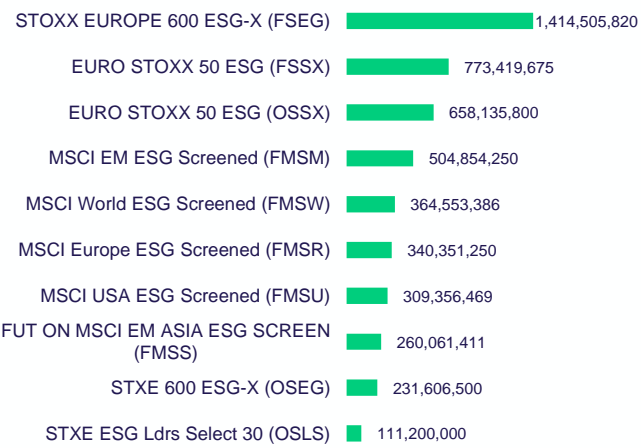 STOXX EUROPE 600 ESG-X (FSEG) 1,414,505,820
EURO STOXX 50 ESG (FSSX) 773,419,675
EURO STOXX 50 ESG (OSSX) 658,135,800
MSCI EM ESG Screened (FMSM) 504,854,250
MSCI World ESG Screened (FMSW) 364,553,386
MSCI Europe ESG Screened (FMSR) 340,351,250
MSCI USA ESG Screened (FMSU) 309,356,469
FUT ON MSCI EM ASIA ESG SCREEN
(FMSS) 260,061,411
STXE 600 ESG-X (OSEG) 231,606,500
STXE ESG Ldrs Select 30 (OSLS) 111,200,000